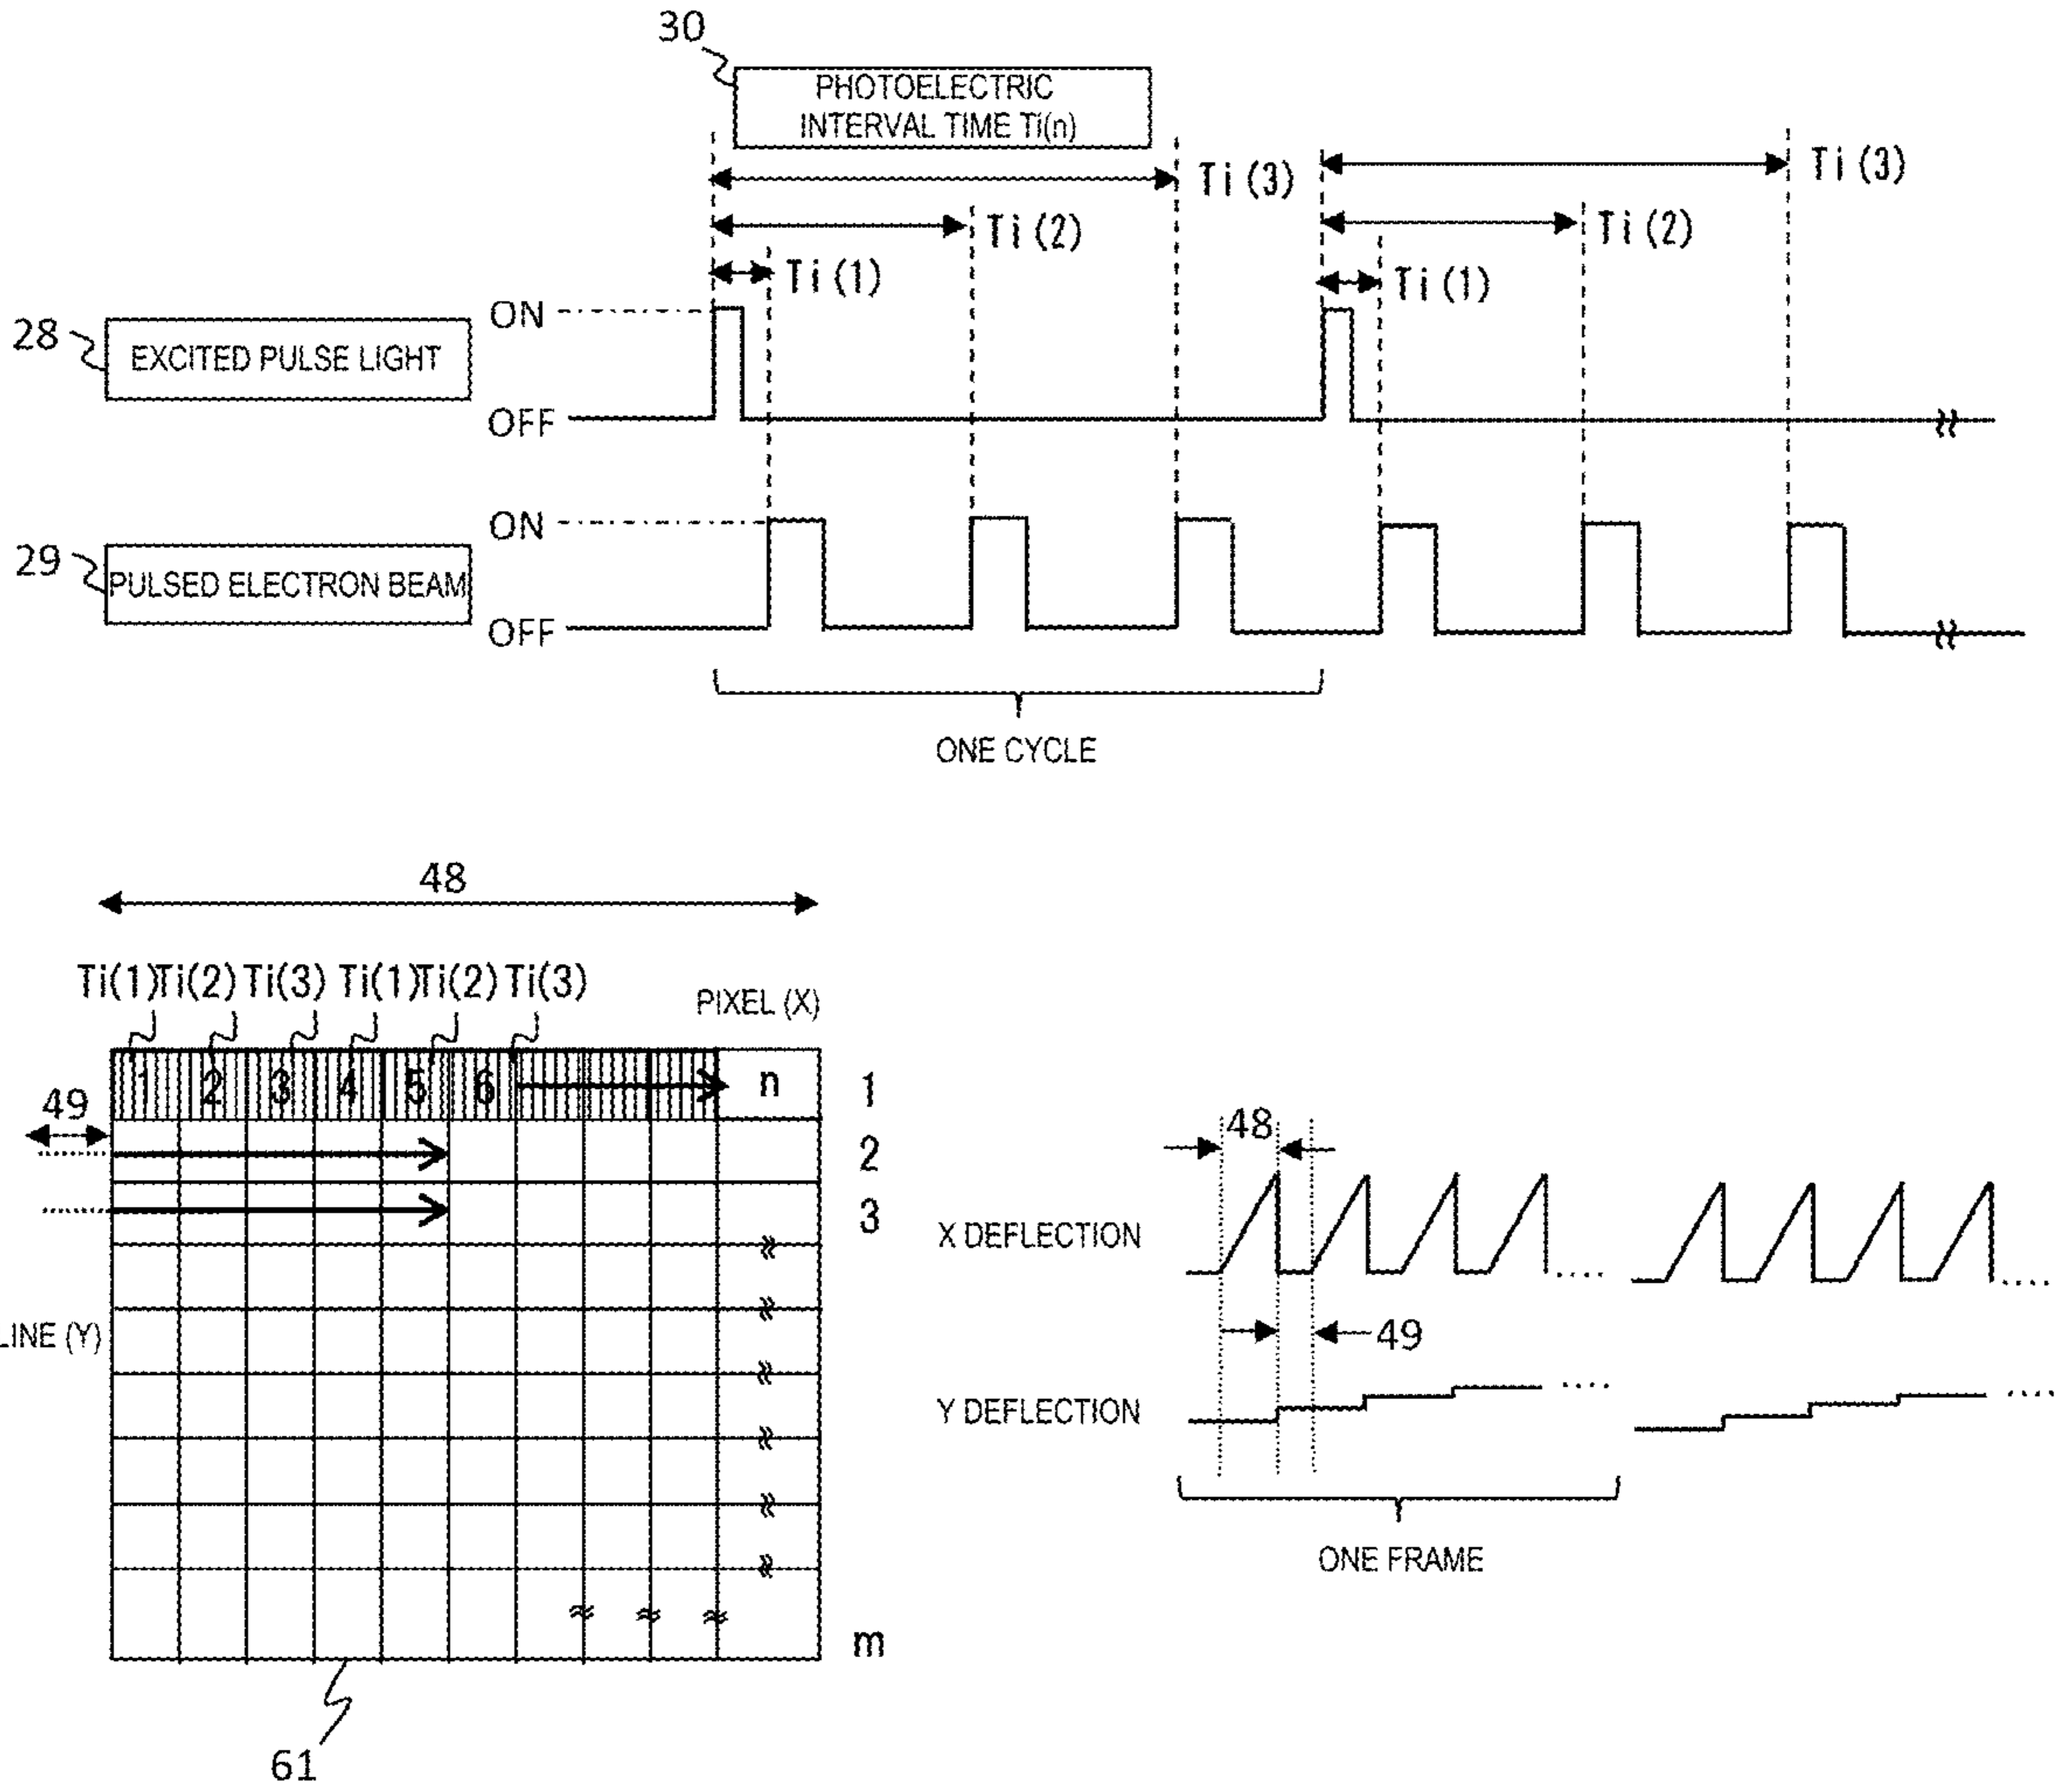 30
PHOTOELECTRIC
INTERVAL TIME Ti(n)
Ti(3)
Ti(3)
Ti(2)
Ti(2)
Ti(1)
Ti(1)
28
EXCITED PULSE LIGHT
ON
OFF
29
PULSED ELECTRON BEAM
ON
OFF
ONE CYCLE
48
Ti(1) Ti(2) Ti(3) Ti(1) Ti(2) Ti(3)
PIXEL (X)
1 2 3 4 5 6 n 1
49
2
3
LINE (Y)
m
61
48
X DEFLECTION
49
Y DEFLECTION
ONE FRAME